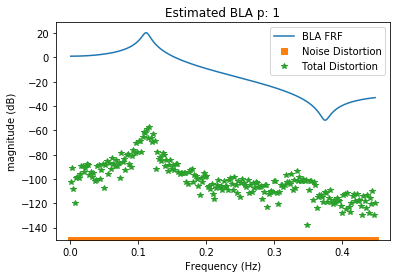 Estimated BLA p: 1
BLA FRF
Noise Distortion
Total Distortion
magnitude (dB)
20
0
−20
−40
−60
−80
−100
−120
−140
0.0 0.1 0.2 0.3 0.4
Frequency (Hz)